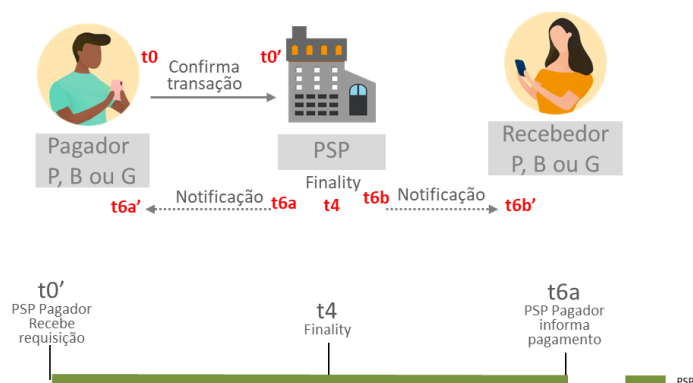 t0
t0’
Confirma
transação
Pagador
P, B ou G
PSP
Recebedor
P, B ou G
Finality
t6a’
Notificação
t6a
t4
t6b
Notificação
t6b’
t0’
PSP Pagador
Recebe
requisição
t4
Finality
t6a
PSP Pagador
informa
pagamento
PSP